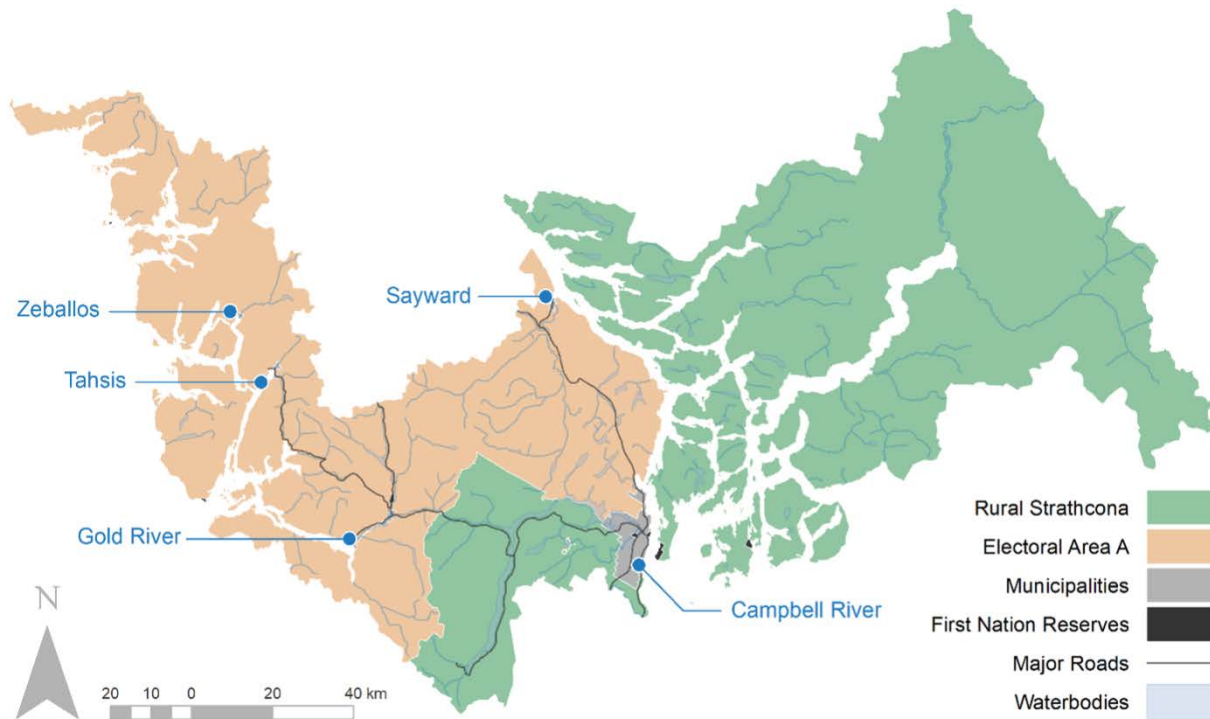 Zeballos
Sayward
Tahsis
Gold River
Campbell River
Rural Strathcona
Electoral Area A
Municipalities
First Nation Reserves
Major Roads
Waterbodies
N
20 10 0 20 40 km